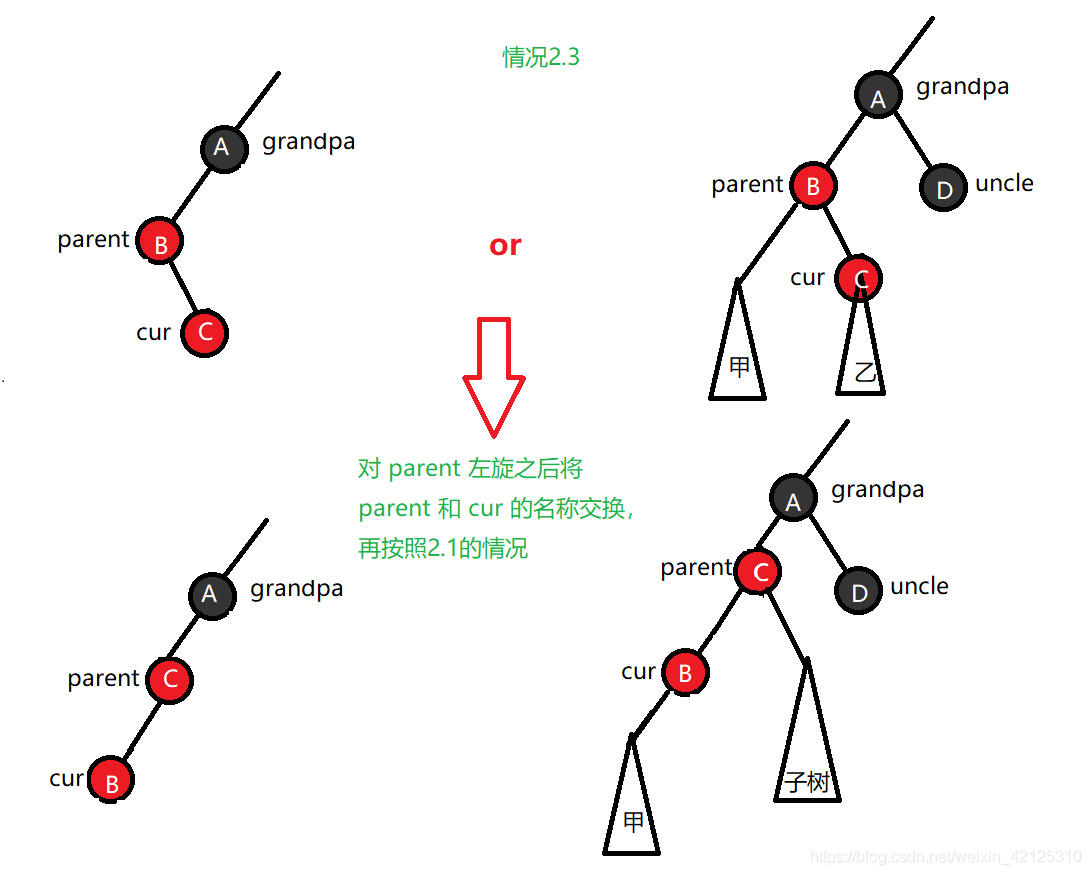 情况2.3
A
grandpa
parent
B
cur
C
or
A
grandpa
parent
B
D
uncle
cur
C
甲
乙
对 parent 左旋之后将
parent 和 cur 的名称交换，
再按照2.1的情况
A
grandpa
parent
C
cur
B
A
grandpa
parent
C
D
uncle
cur
B
子树
甲
https://blog.csdn.net/weixin_42125310